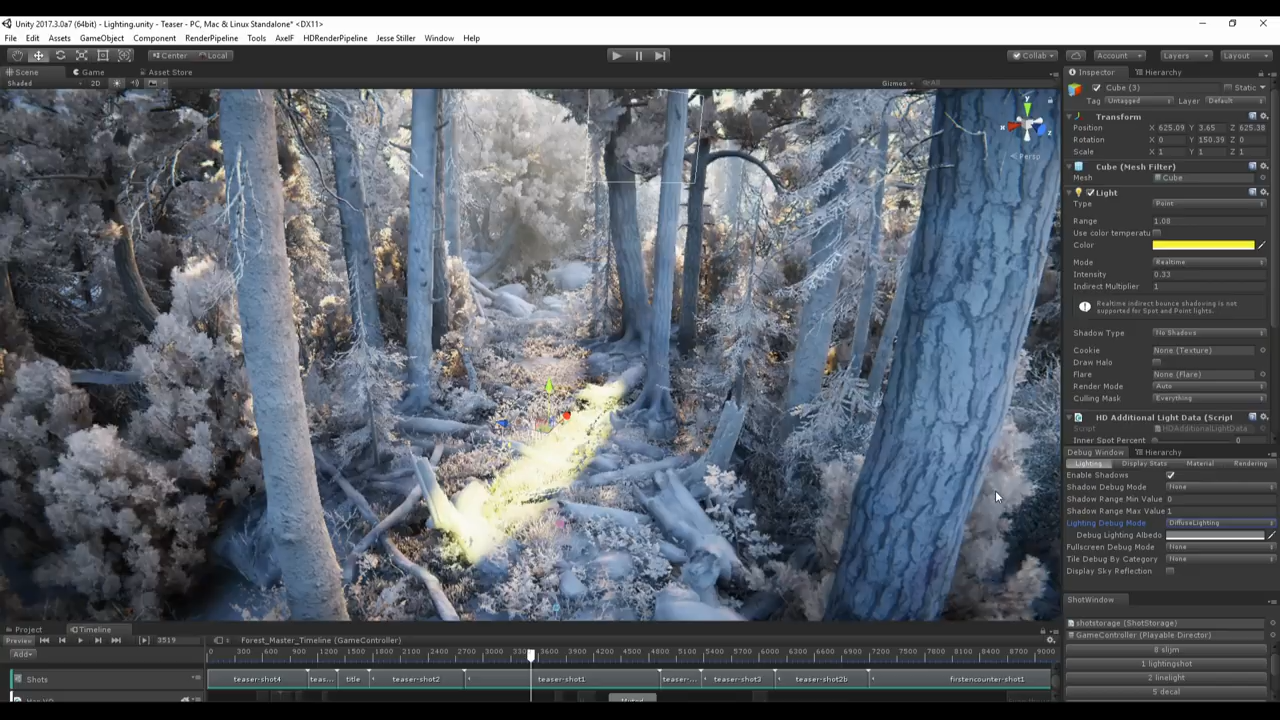 Unity 2017.3.0a7 (64bit) - Lighting.unity - Teaser - PC, Mac & Linux Standalone* <DX11>
File Edit Assets GameObject Component RenderPipeline Tools AxelF HDRenderPipeline Jesse Stiller Window Help
Center Local Collab Account Layers Layout
Scene Game Asset Store
Shaded 2D Gizmos All
y
x
z
Persp
Inspector Hierarchy
Cube (3) Static
Tag Untagged Layer Default
Transform
Position X 625.09 Y 3.65 Z 625.38
Rotation X 0 Y 150.39 Z 0
Scale X 1 Y 1 Z 1
Cube (Mesh Filter)
Mesh Cube
Light
Type Point
Range 1.08
Use color temperatu
Color
Mode Realtime
Intensity 0.33
Indirect Multiplier 1
Realtime indirect bounce shadowing is not
supported for Spot and Point lights.
Shadow Type No Shadows
Cookie None (Texture)
Draw Halo
Flare None (Flare)
Render Mode Auto
Culling Mask Everything
HD Additional Light Data (Script
Script HDAdditionalLightData
Inner Spot Percent 0
Debug Window Hierarchy
Lighting Display Stats Material Rendering
Enable Shadows
Shadow Debug Mode None
Shadow Range Min Value 0
Shadow Range Max Value 1
Lighting Debug Mode DiffuseLighting
Debug Lighting Albedo
Fullscreen Debug Mode None
Tile Debug By Category None
Display Sky Reflection
ShotWindow
shotstorage (ShotStorage)
GameController (Playable Director)
8 slijm
1 lightingshot
2 linelight
5 decal
Project Timeline
Preview 3519 Forest_Master_Timeline (GameController)
Add 0 300 600 900 1200 1500 1800 2100 2400 2700 3000 3600 3900 4200 4500 4800 5100 5400 5700 6000 6300 6600 6900 7200 7500 7800 8100 8400 8700 9000
Shots teaser-shot4 teas... title teaser-shot2 teaser-shot1 teaser-... teaser-shot3 teaser-shot2b firstencounter-shot1
Muted